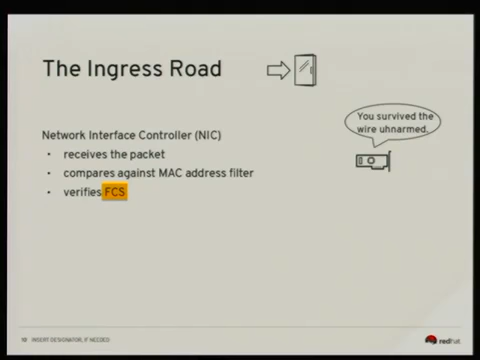 The Ingress Road
You survived the
wire unharmed.
Network Interface Controller (NIC)
• receives the packet
• compares against MAC address filter
• verifies FCS
10 INSERT DESIGNATOR, IF NEEDED
redhat